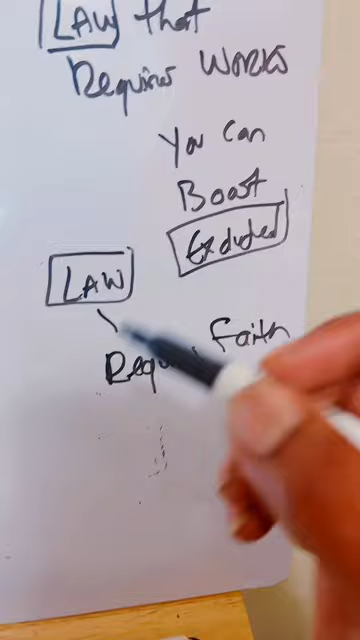 LAW that
Requires WORKS
You Can
Boast
Excluded
LAW
Faith